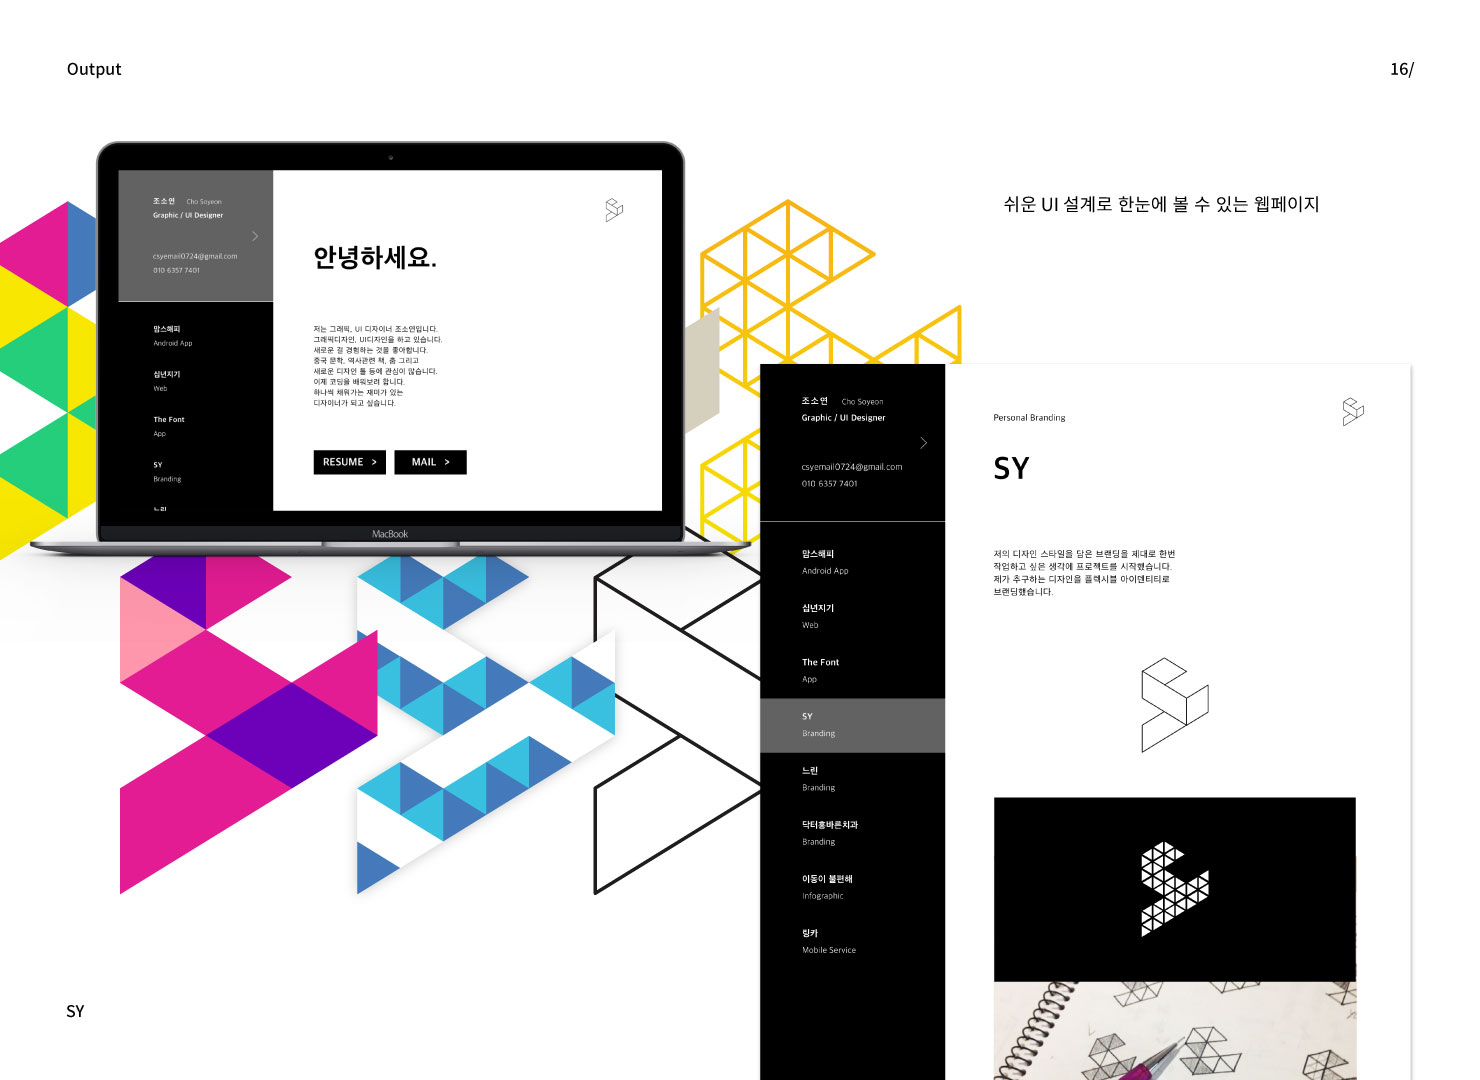 Output
16/
쉬운 UI 설계로 한눈에 볼 수 있는 웹페이지
조소연 Cho Soyeon
Graphic / UI Designer
csyemail0724@gmail.com
010 6357 7401
맘스해피
Android App
십년지기
Web
The Font
App
SY
Branding
느린
안녕하세요.
저는 그래픽, UI 디자이너 조소연입니다.
그래픽디자인, UI디자인을 하고 있습니다.
새로운 걸 경험하는 것을 좋아합니다.
중국 문학, 역사관련 책, 춤 그리고
새로운 디자인 툴 등에 관심이 많습니다.
이제 코딩을 배워보려 합니다.
하나씩 채워가는 재미가 있는
디자이너가 되고 싶습니다.
RESUME >
MAIL >
MacBook
조소연 Cho Soyeon
Graphic / UI Designer
csyemail0724@gmail.com
010 6357 7401
맘스해피
Android App
십년지기
Web
The Font
App
SY
Branding
느린
Branding
닥터홍바른치과
Branding
이동이 불편해
Infographic
링카
Mobile Service
Personal Branding
SY
저의 디자인 스타일을 담은 브랜딩을 제대로 한번
작업하고 싶은 생각에 프로젝트를 시작했습니다.
제가 추구하는 디자인을 플렉시블 아이덴티티로
브랜딩했습니다.
SY